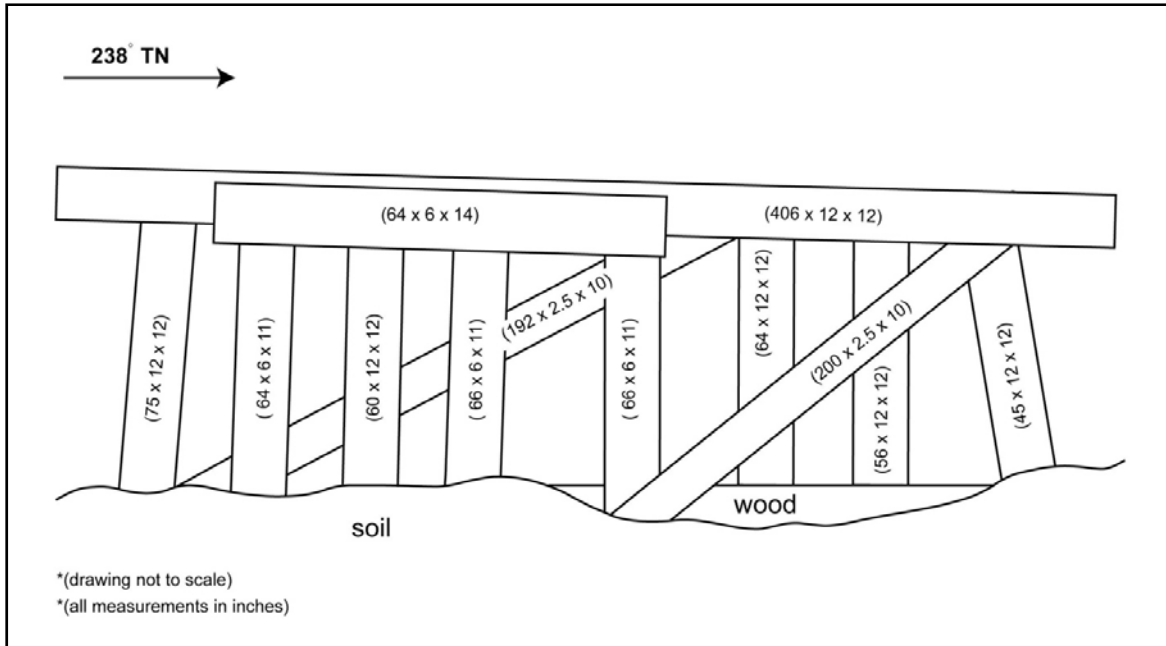 238° TN
(64 x 6 x 14)
(406 x 12 x 12)
(75 x 12 x 12)
( 64 x 6 x 11)
(60 x 12 x 12)
( 66 x 6 x 11)
(192 x 2.5 x 10)
( 66 x 6 x 11)
(64 x 12 x 12)
(200 x 2.5 x 10)
(56 x 12 x 12)
(45 x 12 x 12)
soil
wood
*(drawing not to scale)
*(all measurements in inches)